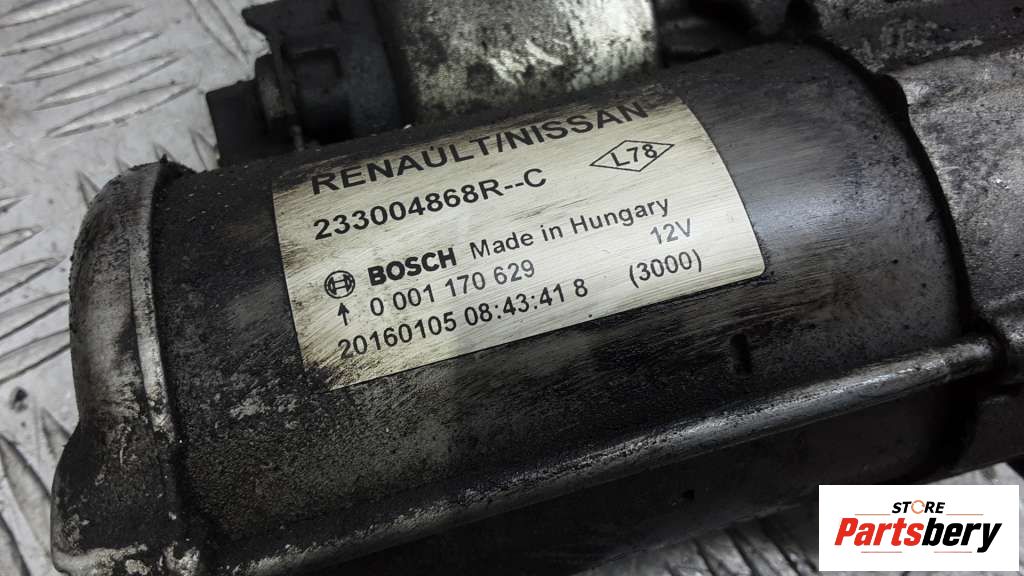 RENAULT/NISSAN
233004868R--C
L78
BOSCH Made in Hungary
0 001 170 629 12V
20160105 08:43:41 8 (3000)
STORE
Partsbery